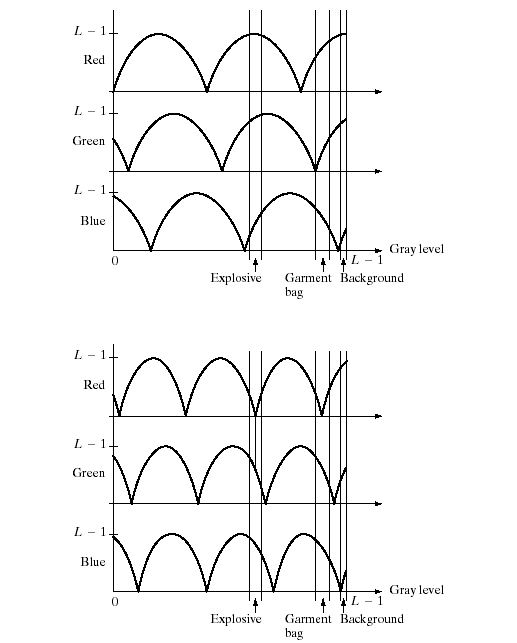 L − 1
Red
L − 1
Green
L − 1
Blue
Gray level
0
L − 1
Explosive
Garment bag
Background
L − 1
Red
L − 1
Green
L − 1
Blue
Gray level
0
L − 1
Explosive
Garment bag
Background